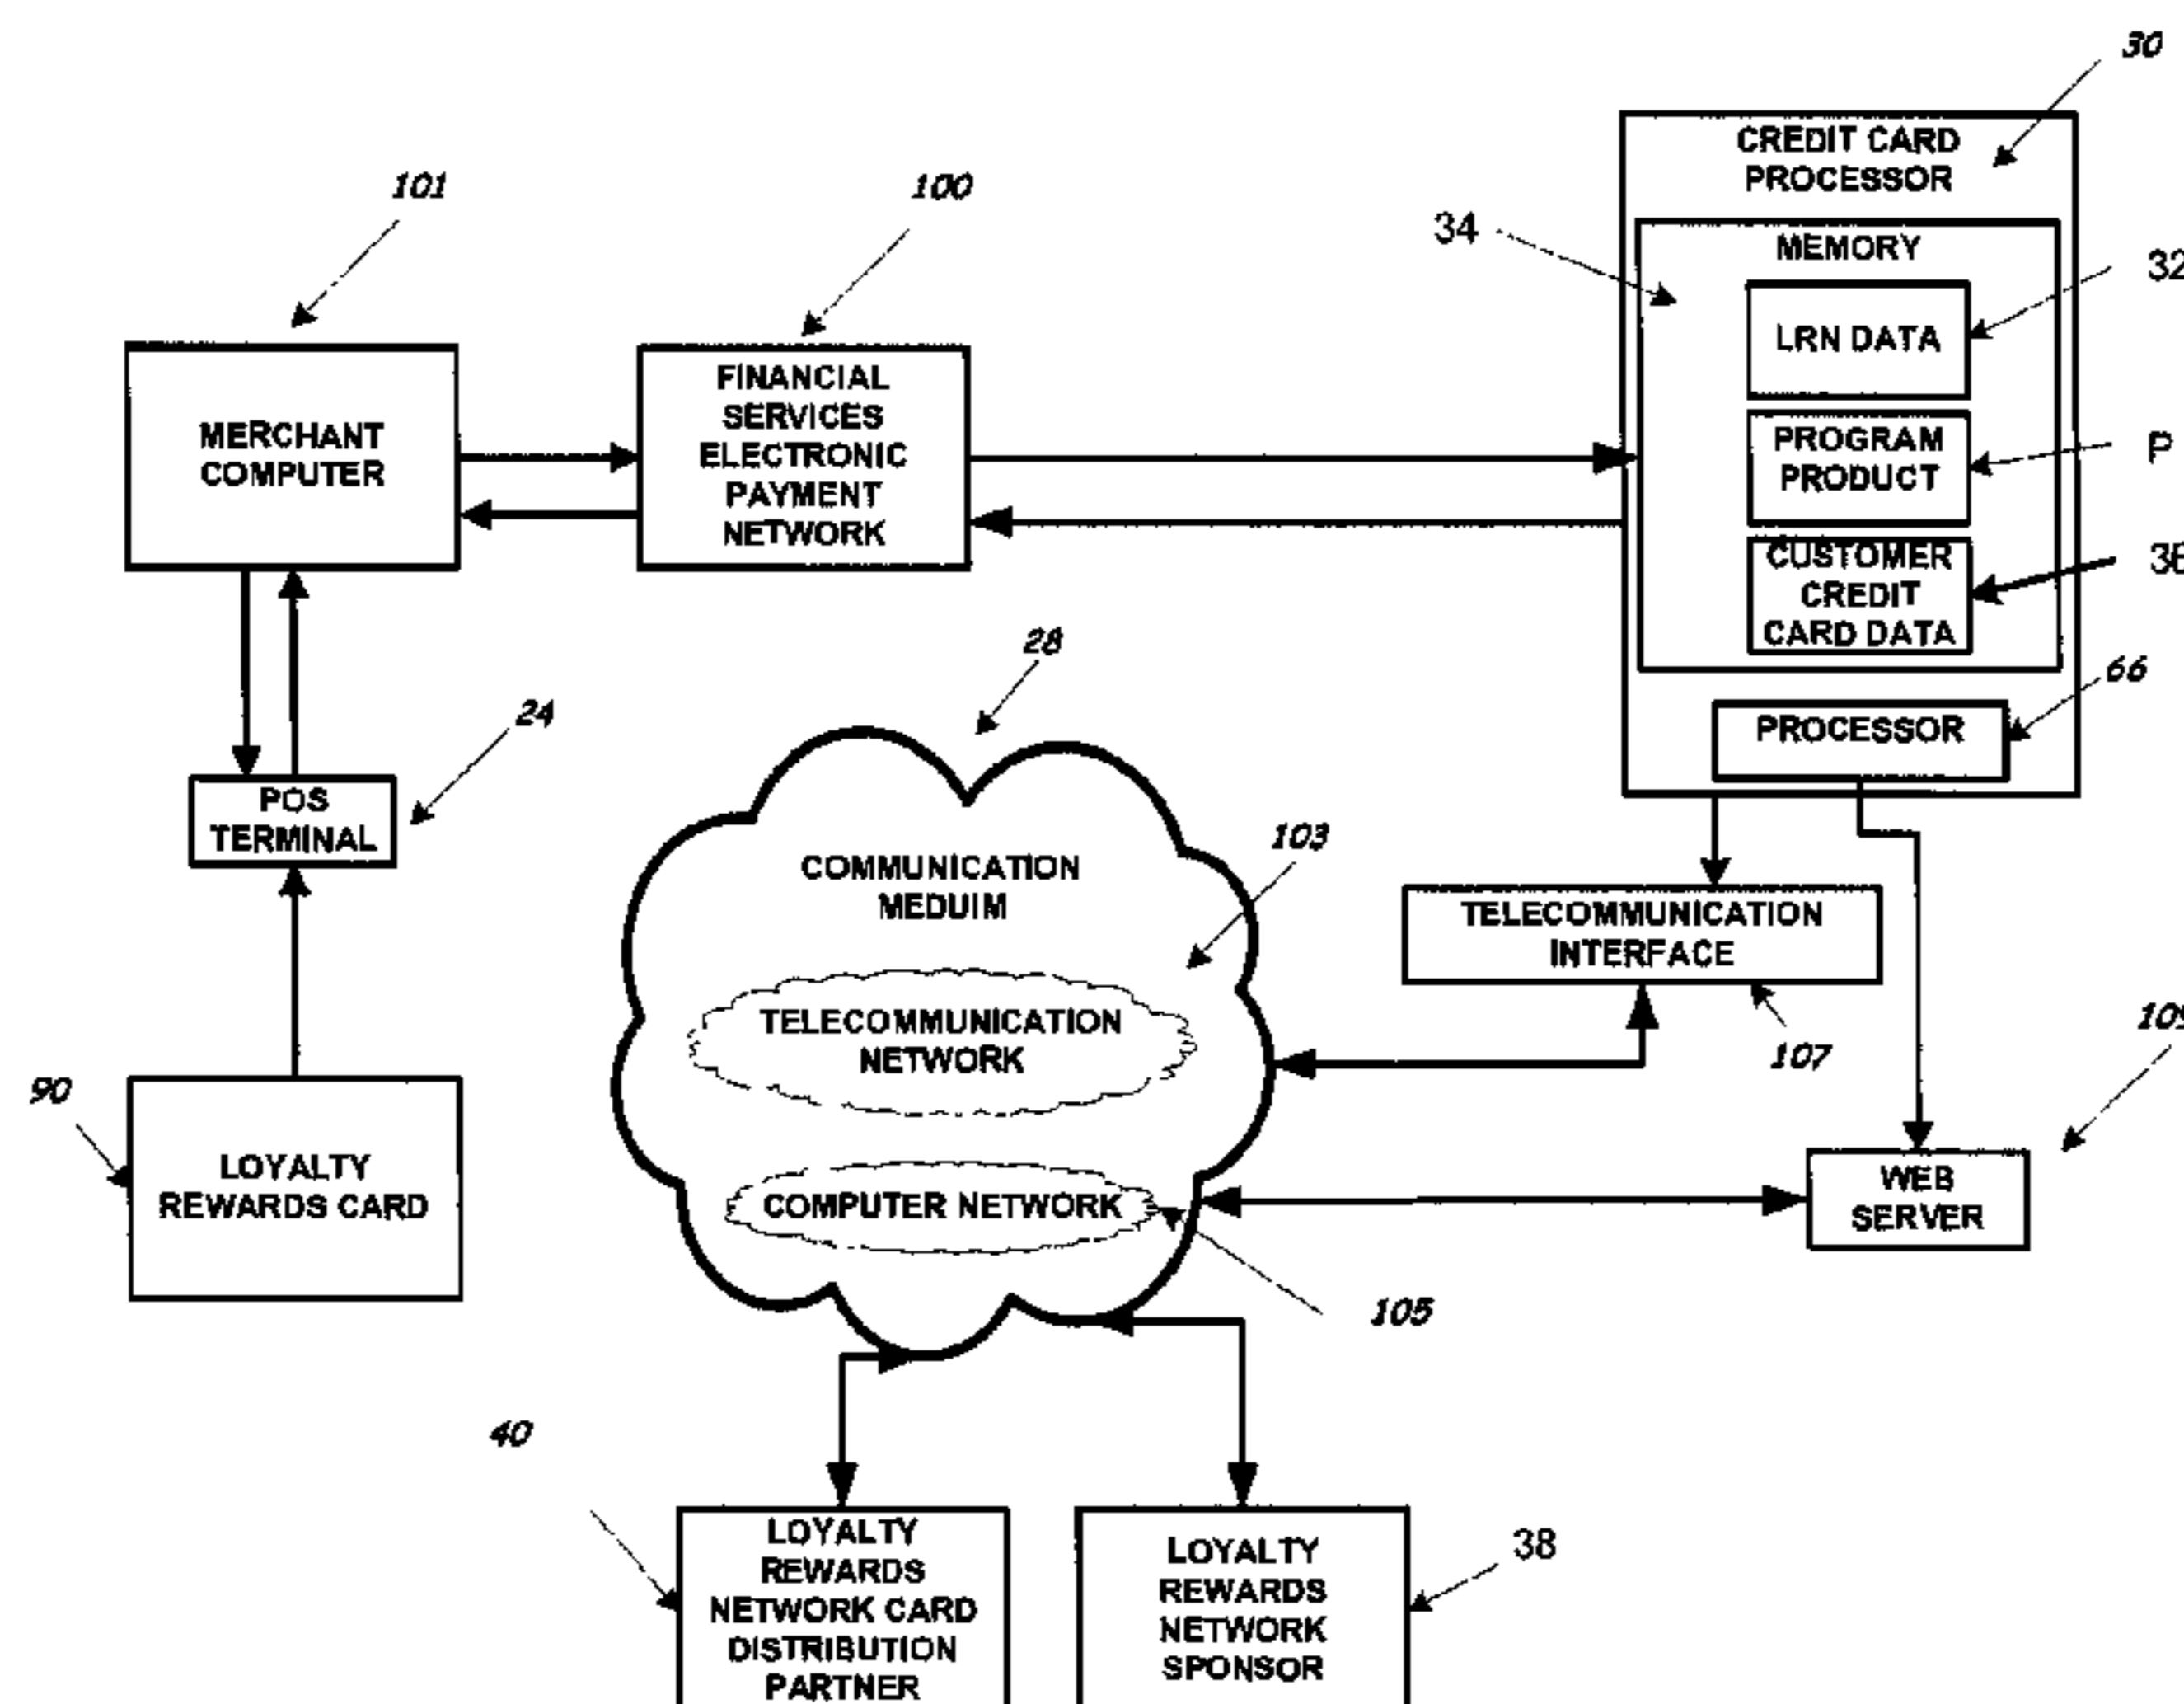 30
CREDIT CARD
PROCESSOR
101
100
34
MEMORY
32
LRN DATA
MERCHANT
COMPUTER
FINANCIAL
SERVICES
ELECTRONIC
PAYMENT
NETWORK
PROGRAM
PRODUCT
P
CUSTOMER
CREDIT
CARD DATA
28
66
PROCESSOR
24
POS
TERMINAL
103
COMMUNICATION
MEDUIM
TELECOMMUNICATION
INTERFACE
TELECOMMUNICATION
NETWORK
107
109
90
LOYALTY
REWARDS CARD
COMPUTER NETWORK
WEB
SERVER
105
40
LOYALTY
REWARDS
NETWORK CARD
DISTRIBUTION
PARTNER
LOYALTY
REWARDS
NETWORK
SPONSOR
38